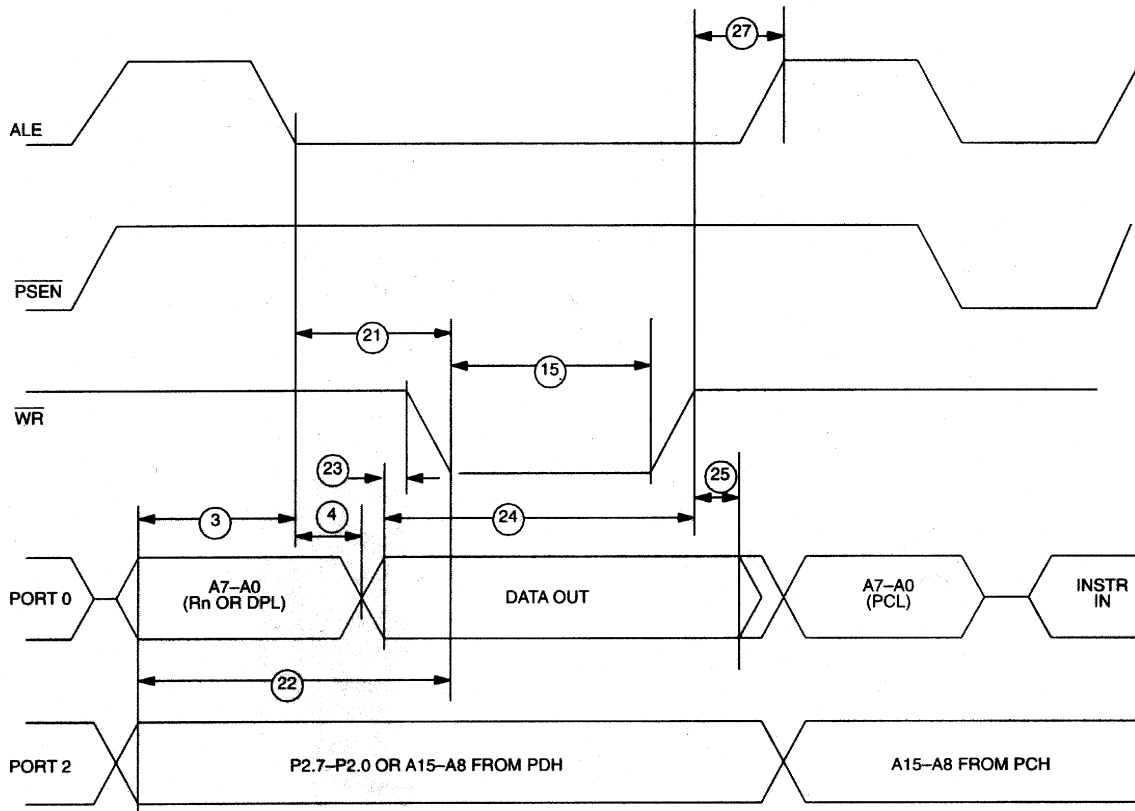 27
ALE
PSEN
21
15
WR
23
25
3
4
24
PORT 0
A7–A0
(Rn OR DPL)
DATA OUT
A7–A0
(PCL)
INSTR
IN
22
PORT 2
P2.7–P2.0 OR A15–A8 FROM PDH
A15–A8 FROM PCH